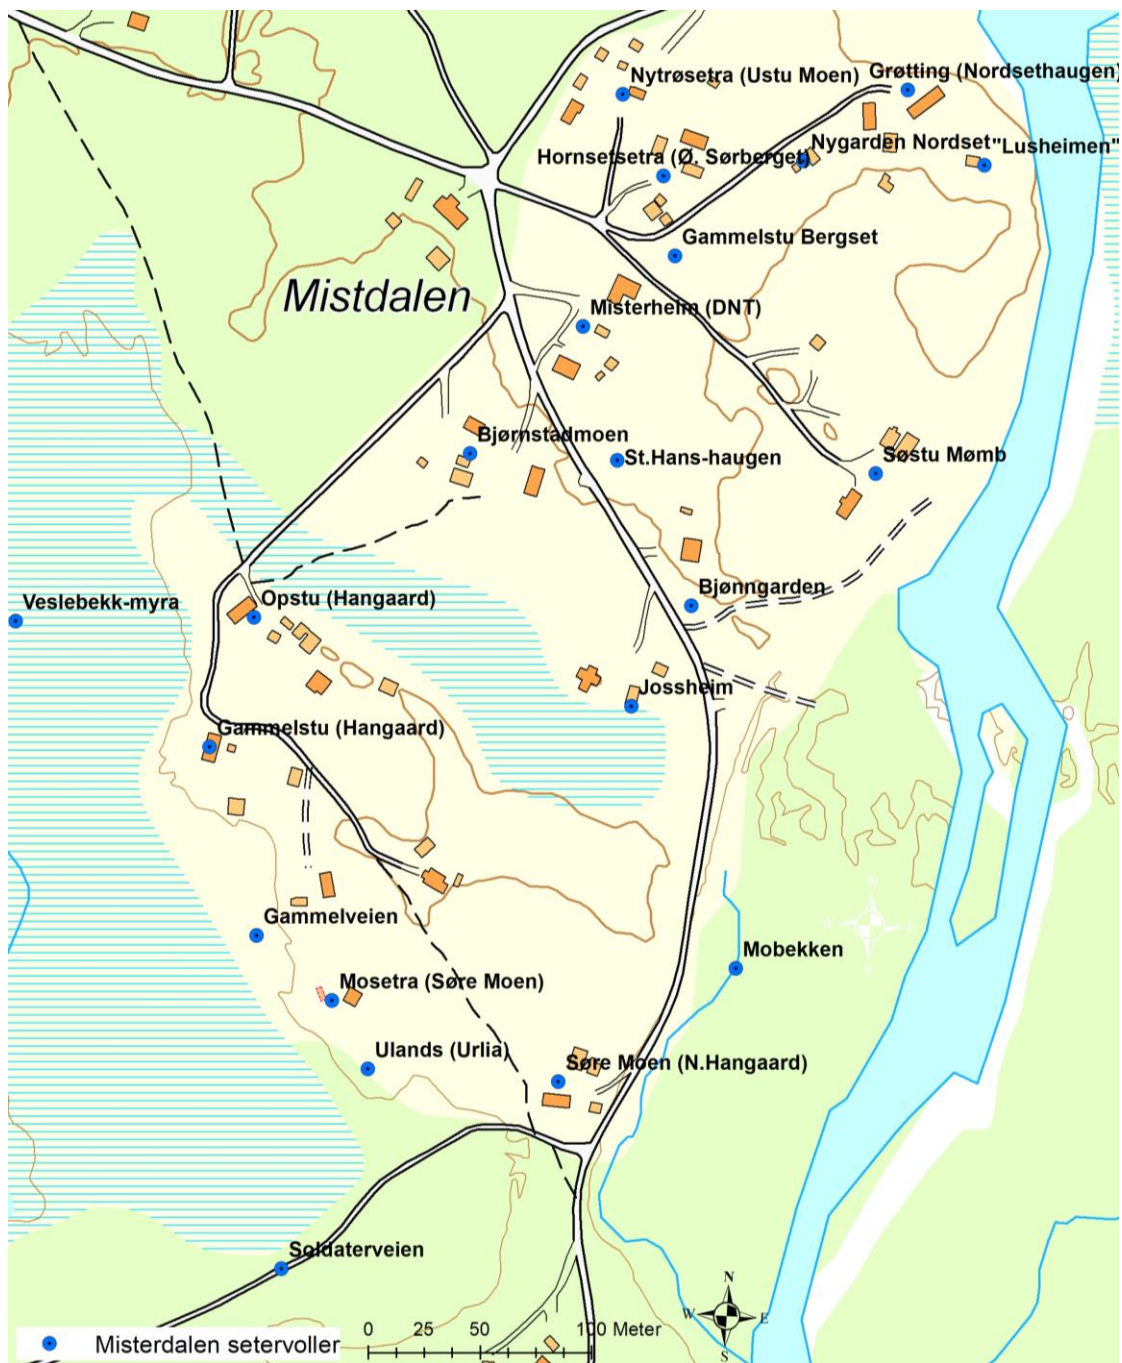 Nytrøsetra (Ustu Moen)
Grøtting (Nordsethaugen)
Hornsetsetra (Ø. Sørberget)
Nygarden Nordset
"Lusheimen"
Gammelstu Bergset
Mistdalen
Misterheim (DNT)
Bjørnstadmoen
St.Hans-haugen
Søstu Mømb
Veslebekk-myra
Opstu (Hangaard)
Bjønngarden
Jossheim
Gammelstu (Hangaard)
Gammelveien
Mobekken
Mosetra (Søre Moen)
Ulands (Urlia)
Søre Moen (N.Hangaard)
Soldaterveien
N
W
E
S
Misterdalen setervoller
0 25 50 100 Meter